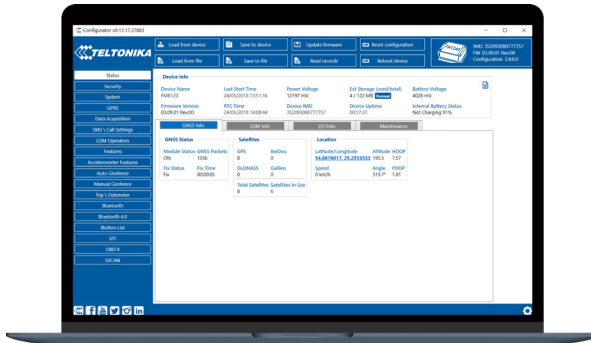 Configurator v0.13.17.27883
TELTONIKA
Load from device
Save to device
Update firmware
Reset configuration
Load from file
Save to file
Read records
Reboot device
IMEI 352093080777757
FW 03.09.01 Rev:00
Configuration 3.9.0.0
Status
Security
System
GPRS
Data Acquisition
SMS \ Call Settings
GSM Operators
Features
Accelerometer Features
Auto Geofence
Manual Geofence
Trip \ Odometer
Bluetooth
Bluetooth 4.0
iButton List
I/O
OBD II
LVCAN
Device Info
Device Name Last Start Time Power Voltage Ext Storage (used/total) Battery Voltage
FMB120 24/05/2018 13:51:16 12197 mV. 4 / 122 MB Format 4028 mV.
Firmware Version RTC Time Device IMEI Device Uptime Internal Battery Status
03.09.01 Rev:00 24/05/2018 14:08:44 352093080777757 00:17:27 Not Charging 91%
GNSS Info GSM Info I/O Info Maintenance
GNSS Status
Module Status GNSS Packets
ON 1036
Fix Status Fix Time
Fix 00:00:05
Satellites
GPS BeiDou
8 0
GLONASS Galileo
0 0
Total Satellites Satellites in Use
8 6
Location
Latitude/Longitude Altitude HDOP
54.6676017, 25.2553533 195.5 1.57
Speed Angle PDOP
0 km/h 319.7° 1.81